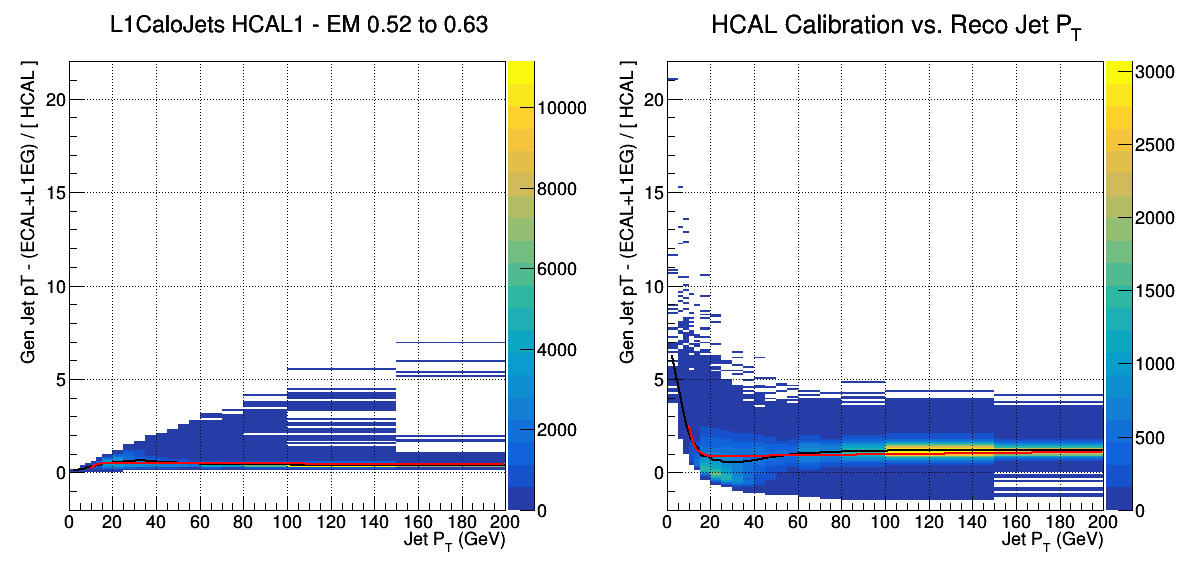 L1CaloJets HCAL1 - EM 0.52 to 0.63
Gen Jet pT - (ECAL+L1EG) / [ HCAL ]
20
15
10
5
0
0 20 40 60 80 100 120 140 160 180 200
Jet P_T (GeV)
10000
8000
6000
4000
2000
0
HCAL Calibration vs. Reco Jet P_T
Gen Jet pT - (ECAL+L1EG) / [ HCAL ]
20
15
10
5
0
0 20 40 60 80 100 120 140 160 180 200
Jet P_T (GeV)
3000
2500
2000
1500
1000
500
0